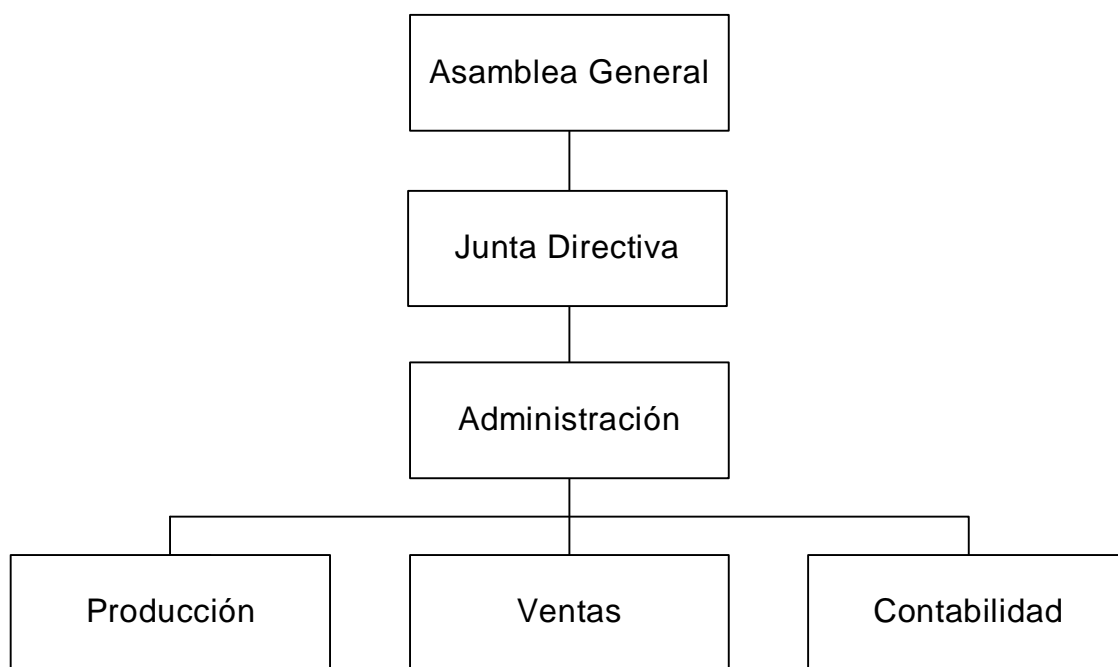 Asamblea General
Junta Directiva
Administración
Producción
Ventas
Contabilidad